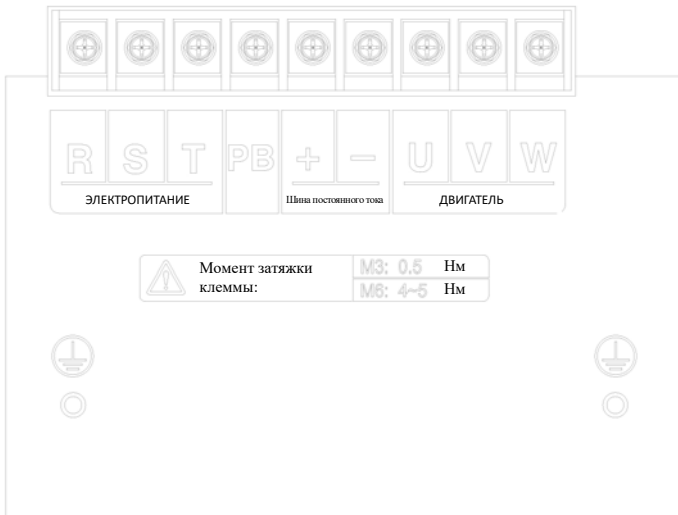 R S T PB + − U V W
ЭЛЕКТРОПИТАНИЕ Шина постоянного тока ДВИГАТЕЛЬ
Момент затяжки M3: 0.5 Нм
клеммы: M6: 4~5 Нм